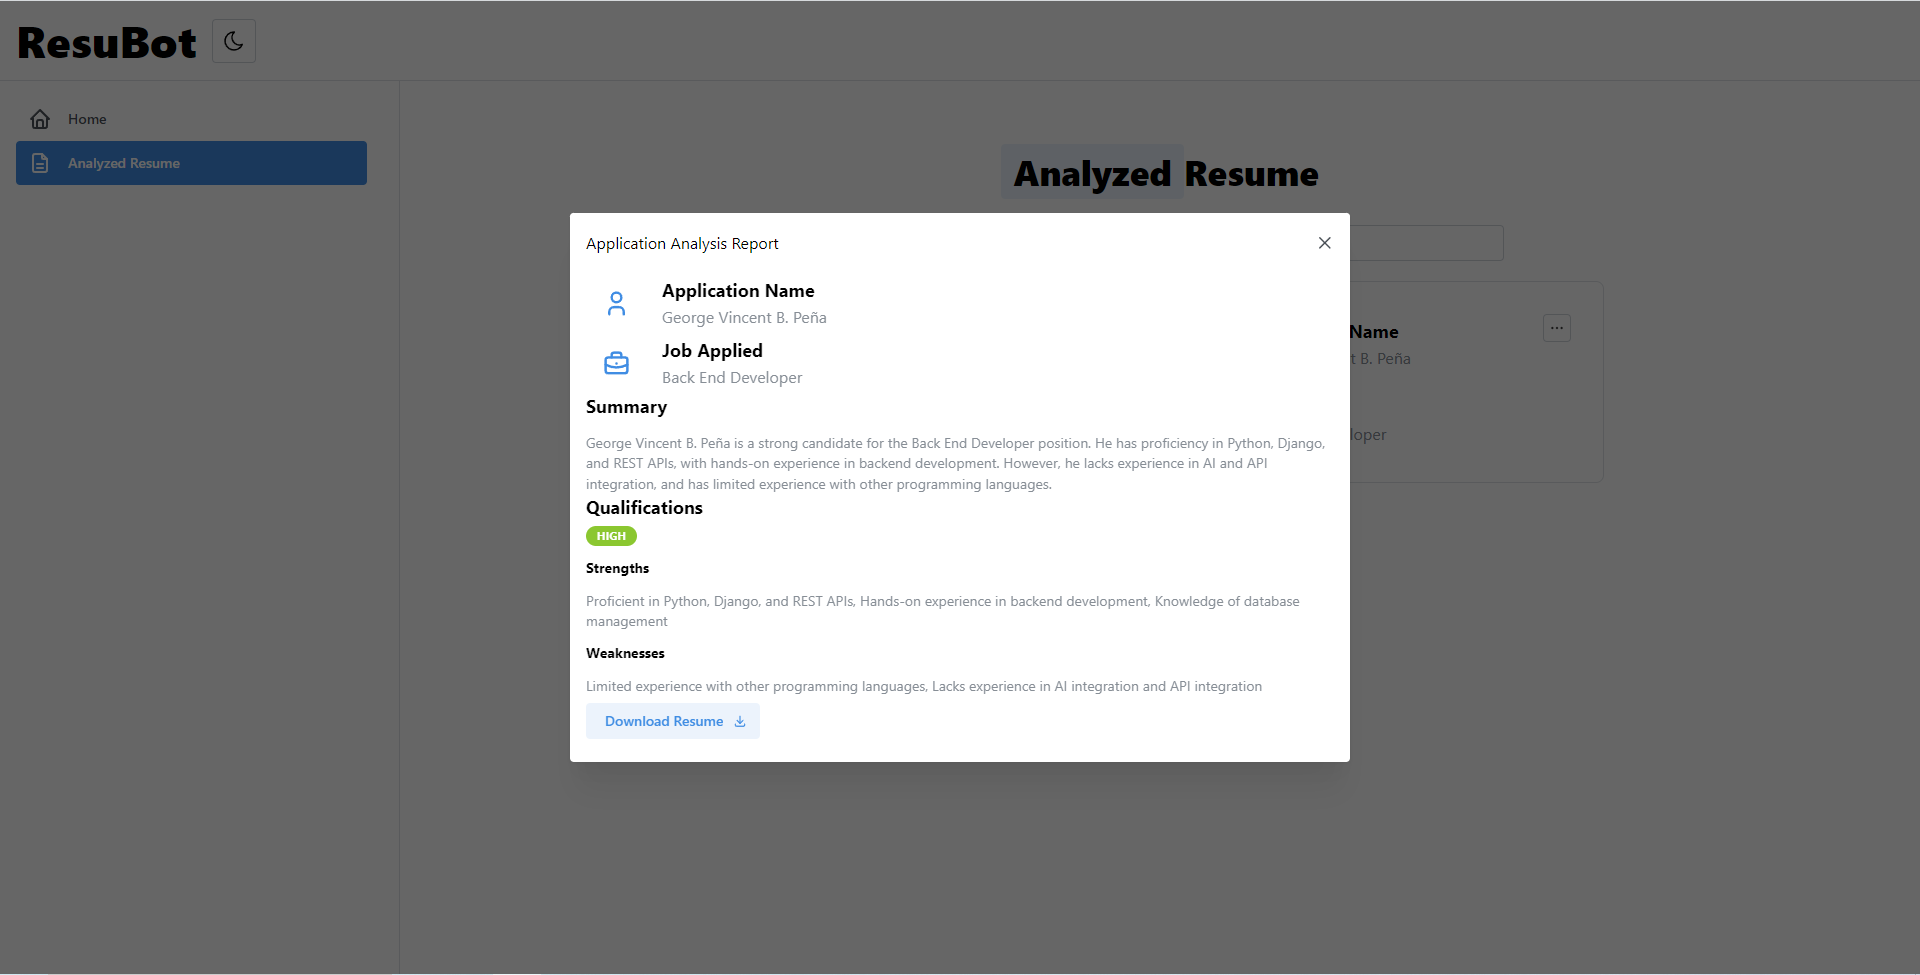 ResuBot
Home
Analyzed Resume
Analyzed Resume
Application Analysis Report
Application Name
George Vincent B. Peña
Job Applied
Back End Developer
Summary
George Vincent B. Peña is a strong candidate for the Back End Developer position. He has proficiency in Python, Django,
and REST APIs, with hands-on experience in backend development. However, he lacks experience in AI and API
integration, and has limited experience with other programming languages.
Qualifications
HIGH
Strengths
Proficient in Python, Django, and REST APIs, Hands-on experience in backend development, Knowledge of database
management
Weaknesses
Limited experience with other programming languages, Lacks experience in AI integration and API integration
Download Resume
Name
t B. Peña
loper